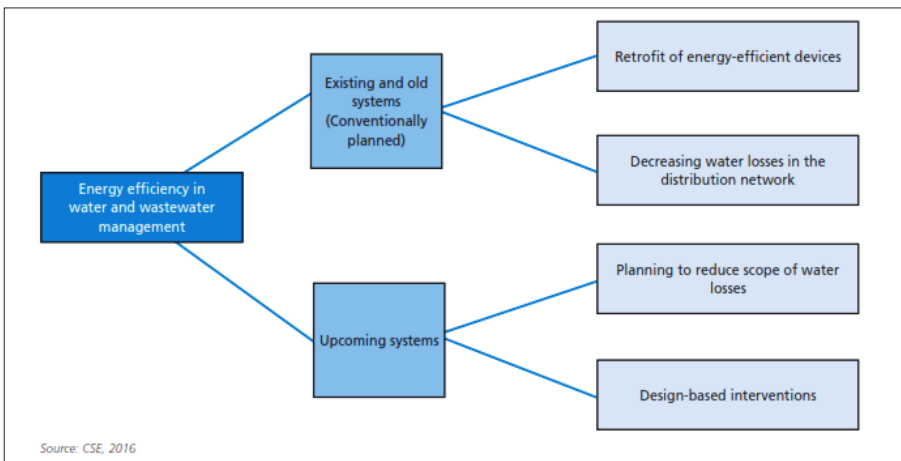 Energy efficiency in
water and wastewater
management
Existing and old
systems
(Conventionally
planned)
Retrofit of energy-efficient devices
Decreasing water losses in the
distribution network
Upcoming systems
Planning to reduce scope of water
losses
Design-based interventions
Source: CSE, 2016